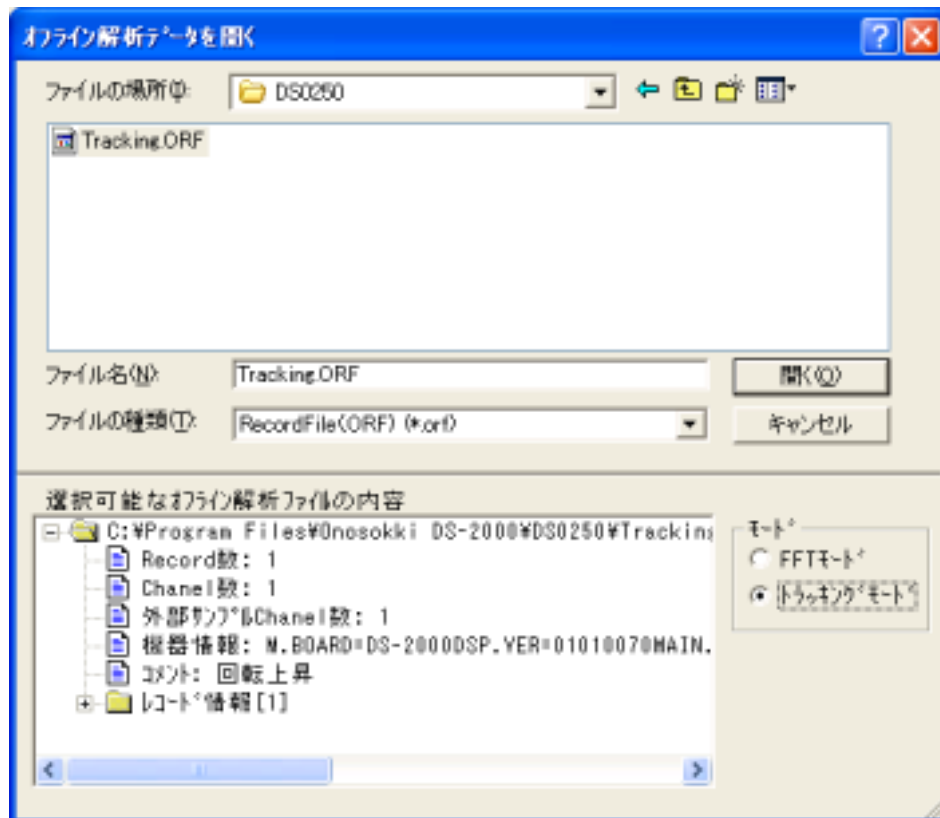 ｵﾌﾗｲﾝ解析ﾃﾞｰﾀを開く
ファイルの場所(I):
DS0250
Tracking.ORF
ファイル名(N):
Tracking.ORF
開く(O)
ファイルの種類(T):
RecordFile(ORF) (*.orf)
キャンセル
選択可能なｵﾌﾗｲﾝ解析ﾌｧｲﾙの内容
C:¥Program Files¥Onosokki DS-2000¥DS0250¥Tracking
Record数: 1
Chanel数: 1
外部ｻﾝﾌﾟﾙChanel数: 1
機器情報: M.BOARD=DS-2000DSP.VER=01010070MAIN.
ｺﾒﾝﾄ: 回転上昇
ﾚｺｰﾄﾞ情報[1]
ﾓｰﾄﾞ
FFTﾓｰﾄﾞ
ﾄﾗｯｷﾝｸﾞﾓｰﾄﾞ